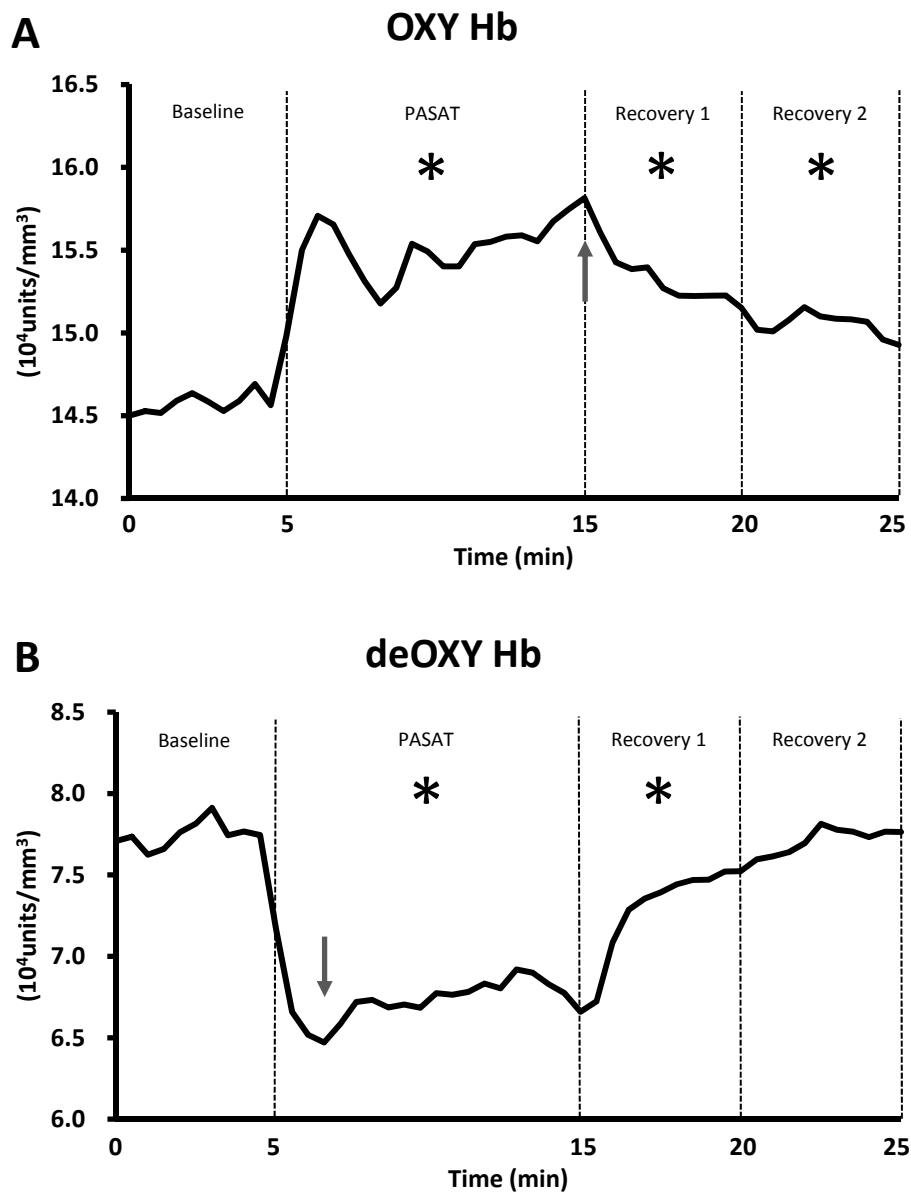 A
OXY Hb
16.5
Baseline PASAT Recovery 1 Recovery 2
16.0
* * *
15.5
15.0
14.5
14.0
(10⁴units/mm³)
0 5 15 20 25
Time (min)
B
deOXY Hb
8.5
Baseline PASAT Recovery 1 Recovery 2
8.0
* *
7.5
7.0
6.5
6.0
(10⁴units/mm³)
0 5 15 20 25
Time (min)